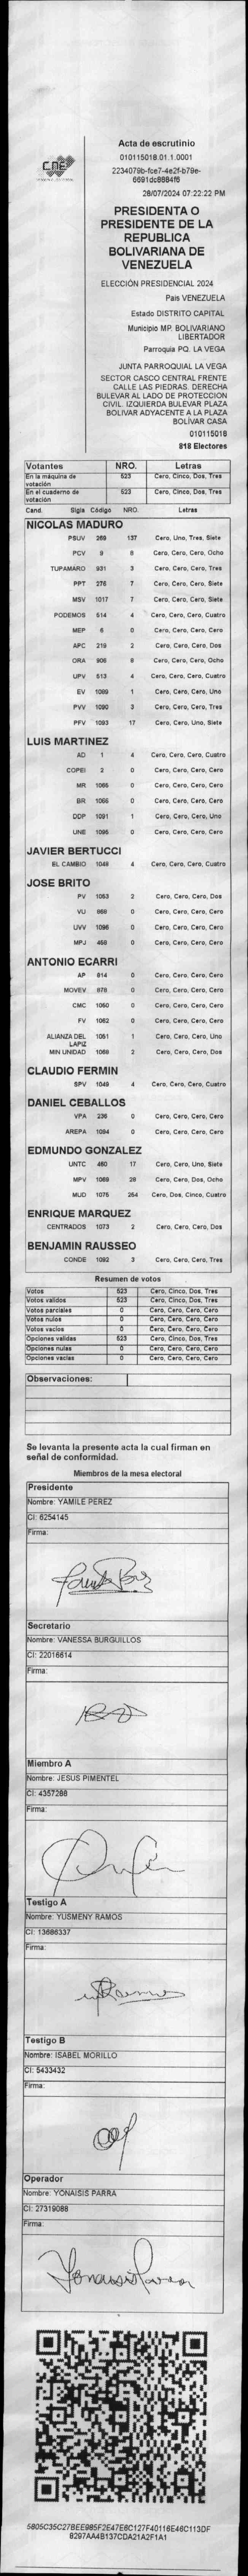 CNE
Acta de escrutinio
010115018.01.1.0001
2234079b-fce7-4e2f-b79e-
6691dc8884f6
28/07/2024 07:22:22 PM
PRESIDENTA O
PRESIDENTE DE LA
REPUBLICA
BOLIVARIANA DE
VENEZUELA
ELECCIÓN PRESIDENCIAL 2024
Pais VENEZUELA
Estado DISTRITO CAPITAL
Municipio MP. BOLIVARIANO
LIBERTADOR
Parroquia PQ. LA VEGA
JUNTA PARROQUIAL LA VEGA
SECTOR CASCO CENTRAL FRENTE
CALLE LAS PIEDRAS. DERECHA
BULEVAR AL LADO DE PROTECCION
CIVIL. IZQUIERDA BULEVAR PLAZA
BOLIVAR ADYACENTE A LA PLAZA
BOLÍVAR CASA
010115018
818 Electores
Votantes NRO. Letras
En la máquina de votación 523 Cero, Cinco, Dos, Tres
En el cuaderno de votación 523 Cero, Cinco, Dos, Tres
Cand. Sigla Código NRO. Letras
NICOLAS MADURO
PSUV 269 137 Cero, Uno, Tres, Siete
PCV 9 8 Cero, Cero, Cero, Ocho
TUPAMARO 931 3 Cero, Cero, Cero, Tres
PPT 276 7 Cero, Cero, Cero, Siete
MSV 1017 7 Cero, Cero, Cero, Siete
PODEMOS 514 4 Cero, Cero, Cero, Cuatro
MEP 6 0 Cero, Cero, Cero, Cero
APC 219 2 Cero, Cero, Cero, Dos
ORA 906 8 Cero, Cero, Cero, Ocho
UPV 513 4 Cero, Cero, Cero, Cuatro
EV 1099 1 Cero, Cero, Cero, Uno
PVV 1090 3 Cero, Cero, Cero, Tres
PFV 1093 17 Cero, Cero, Uno, Siete
LUIS MARTINEZ
AD 1 4 Cero, Cero, Cero, Cuatro
COPEI 2 0 Cero, Cero, Cero, Cero
MR 1065 0 Cero, Cero, Cero, Cero
BR 1066 0 Cero, Cero, Cero, Cero
DDP 1091 1 Cero, Cero, Cero, Uno
UNE 1095 0 Cero, Cero, Cero, Cero
JAVIER BERTUCCI
EL CAMBIO 1048 4 Cero, Cero, Cero, Cuatro
JOSE BRITO
PV 1053 2 Cero, Cero, Cero, Dos
VU 968 0 Cero, Cero, Cero, Cero
UVV 1096 0 Cero, Cero, Cero, Cero
MPJ 458 0 Cero, Cero, Cero, Cero
ANTONIO ECARRI
AP 814 0 Cero, Cero, Cero, Cero
MOVEV 878 0 Cero, Cero, Cero, Cero
CMC 1050 0 Cero, Cero, Cero, Cero
FV 1062 0 Cero, Cero, Cero, Cero
ALIANZA DEL LAPIZ 1051 1 Cero, Cero, Cero, Uno
MIN UNIDAD 1068 2 Cero, Cero, Cero, Dos
CLAUDIO FERMIN
SPV 1049 4 Cero, Cero, Cero, Cuatro
DANIEL CEBALLOS
VPA 236 0 Cero, Cero, Cero, Cero
AREPA 1094 0 Cero, Cero, Cero, Cero
EDMUNDO GONZALEZ
UNTC 460 17 Cero, Cero, Uno, Siete
MPV 1069 28 Cero, Cero, Dos, Ocho
MUD 1075 254 Cero, Dos, Cinco, Cuatro
ENRIQUE MARQUEZ
CENTRADOS 1073 2 Cero, Cero, Cero, Dos
BENJAMIN RAUSSEO
CONDE 1092 3 Cero, Cero, Cero, Tres
Resumen de votos
Votos 523 Cero, Cinco, Dos, Tres
Votos validos 523 Cero, Cinco, Dos, Tres
Votos parciales 0 Cero, Cero, Cero, Cero
Votos nulos 0 Cero, Cero, Cero, Cero
Votos vacios 0 Cero, Cero, Cero, Cero
Opciones validas 523 Cero, Cinco, Dos, Tres
Opciones nulas 0 Cero, Cero, Cero, Cero
Opciones vacias 0 Cero, Cero, Cero, Cero
Observaciones:
Se levanta la presente acta la cual firman en
señal de conformidad.
Miembros de la mesa electoral
Presidente
Nombre: YAMILE PEREZ
CI: 6254145
Firma:
Secretario
Nombre: VANESSA BURGUILLOS
CI: 22016614
Firma:
Miembro A
Nombre: JESUS PIMENTEL
CI: 4357288
Firma:
Testigo A
Nombre: YUSMENY RAMOS
CI: 13686337
Firma:
Testigo B
Nombre: ISABEL MORILLO
CI: 5433432
Firma:
Operador
Nombre: YONAISIS PARRA
CI: 27319088
Firma:
5805C35C27BEE985F2E47E6C127F40116E46C113DF
8297AA4B137CDA21A2F1A1